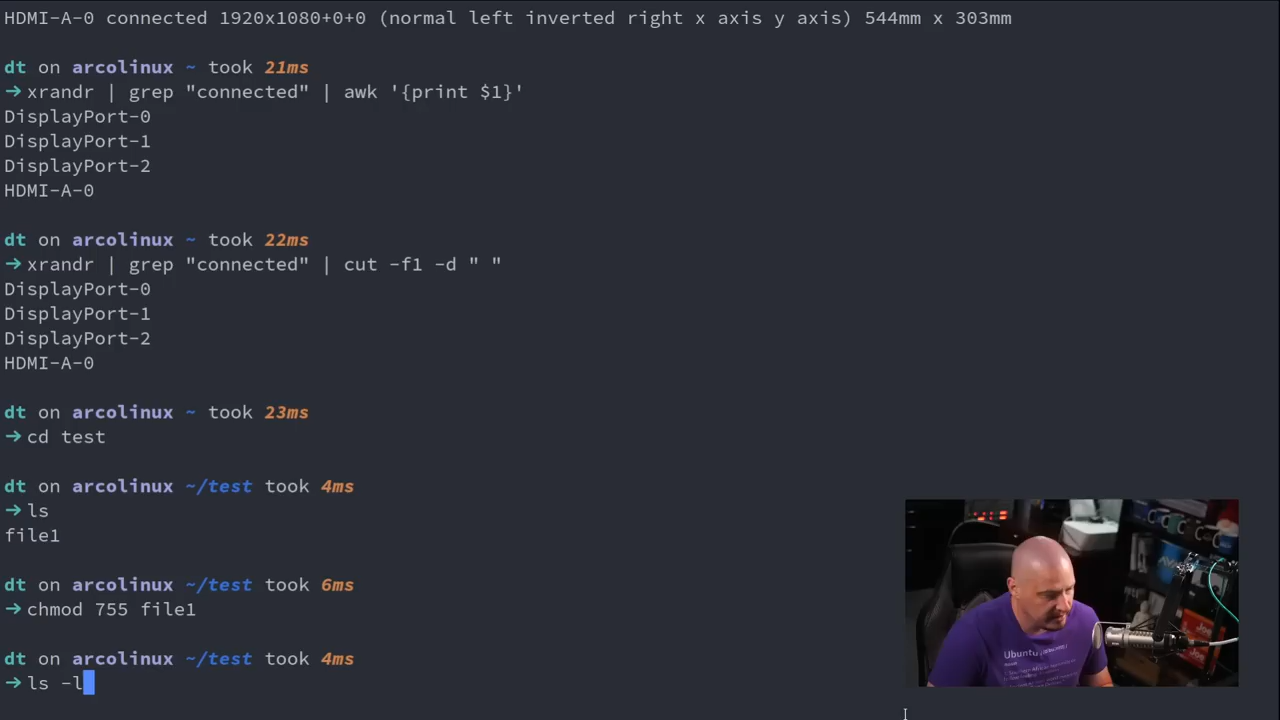 HDMI-A-0 connected 1920x1080+0+0 (normal left inverted right x axis y axis) 544mm x 303mm
dt on arcolinux ~ took 21ms
→ xrandr | grep "connected" | awk '{print $1}'
DisplayPort-0
DisplayPort-1
DisplayPort-2
HDMI-A-0
dt on arcolinux ~ took 22ms
→ xrandr | grep "connected" | cut -f1 -d " "
DisplayPort-0
DisplayPort-1
DisplayPort-2
HDMI-A-0
dt on arcolinux ~ took 23ms
→ cd test
dt on arcolinux ~/test took 4ms
→ ls
file1
dt on arcolinux ~/test took 6ms
→ chmod 755 file1
dt on arcolinux ~/test took 4ms
→ ls -l
Ubuntu